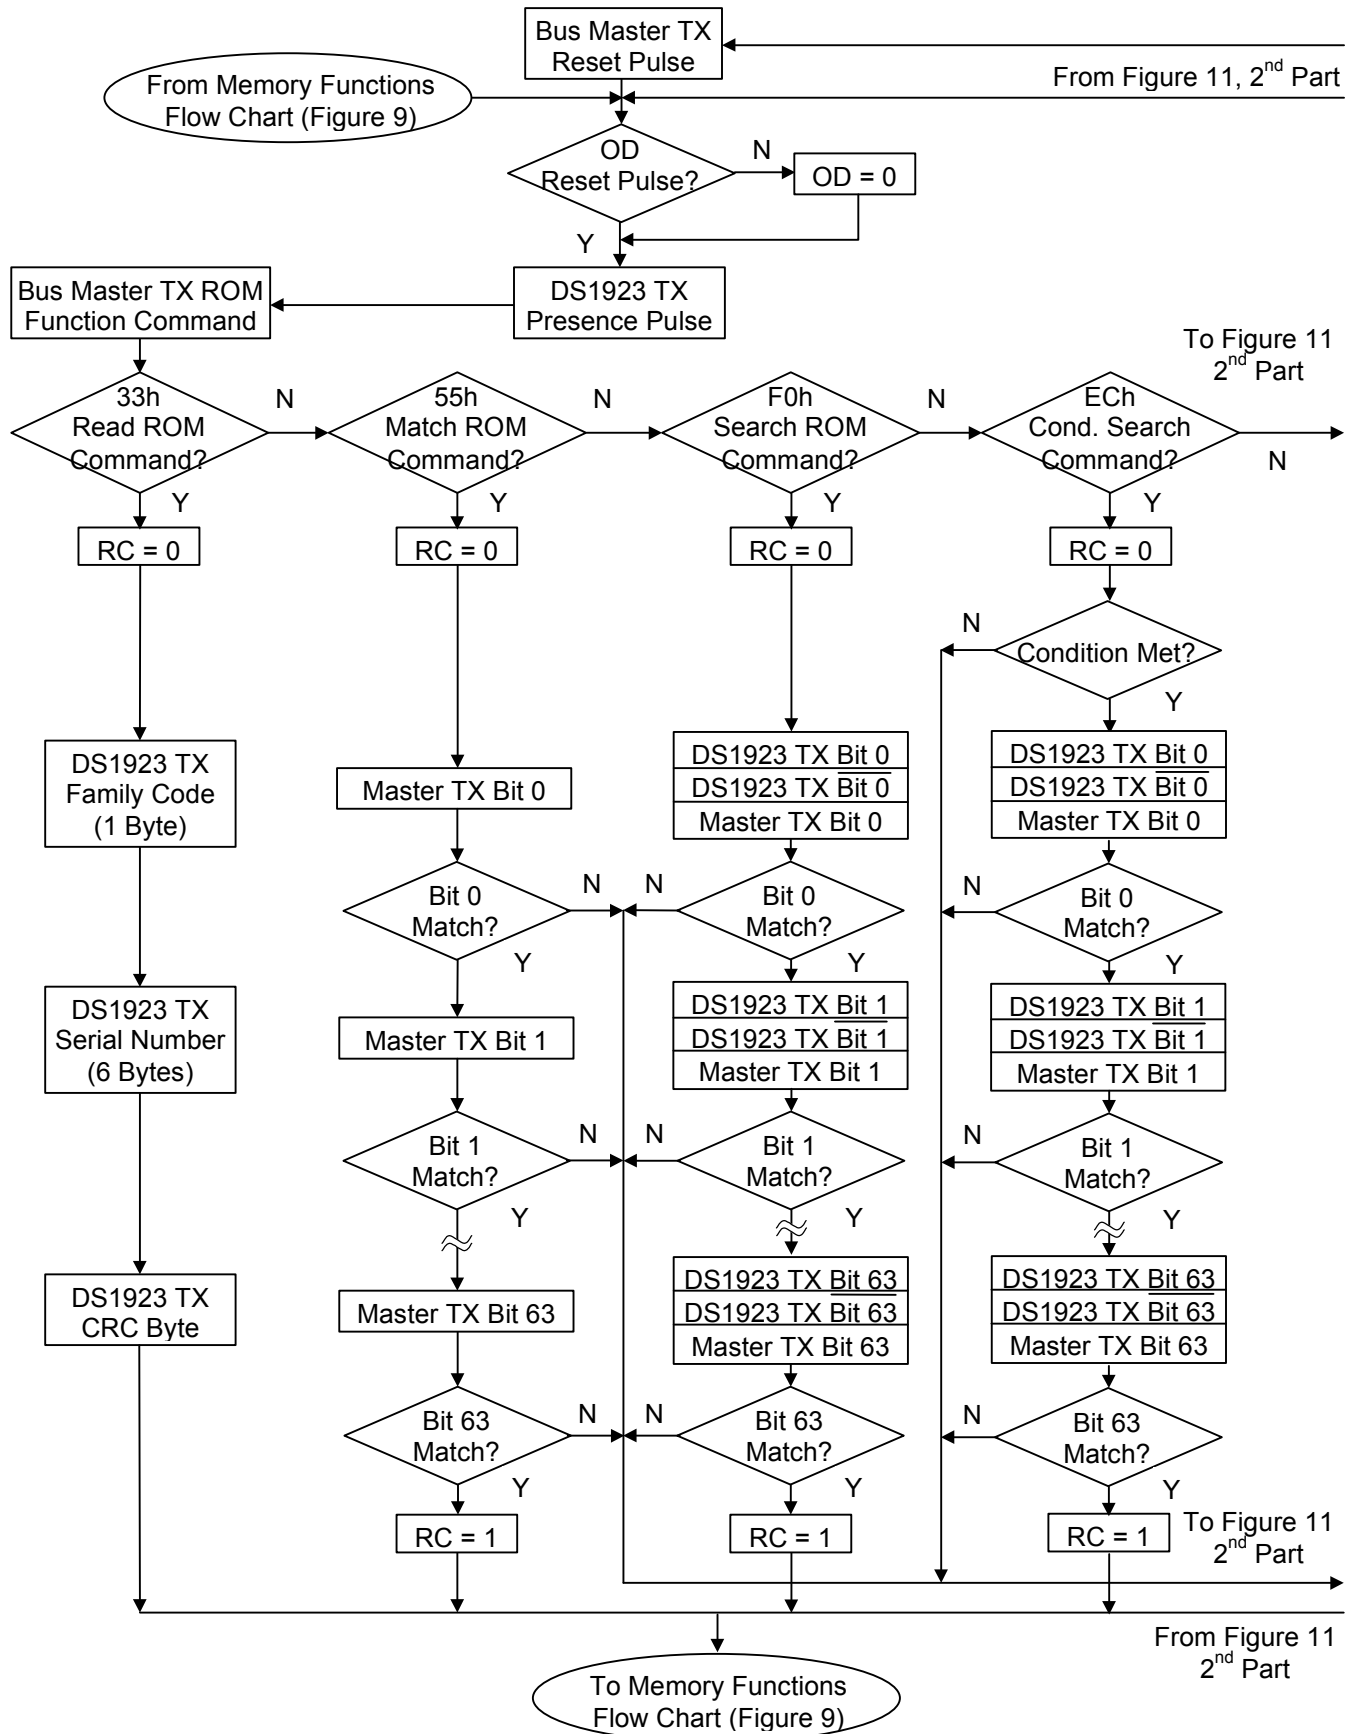 Bus Master TX
Reset Pulse
From Memory Functions
Flow Chart (Figure 9)
From Figure 11, 2nd Part
OD
Reset Pulse?
N
OD = 0
Y
Bus Master TX ROM
Function Command
DS1923 TX
Presence Pulse
To Figure 11
2nd Part
33h
Read ROM
Command?
N
55h
Match ROM
Command?
N
F0h
Search ROM
Command?
N
ECh
Cond. Search
Command?
N
Y
Y
Y
Y
RC = 0
RC = 0
RC = 0
RC = 0
N
Condition Met?
Y
DS1923 TX
Family Code
(1 Byte)
Master TX Bit 0
DS1923 TX Bit 0
DS1923 TX Bit 0
Master TX Bit 0
DS1923 TX Bit 0
DS1923 TX Bit 0
Master TX Bit 0
Bit 0
Match?
N
N
Bit 0
Match?
N
Bit 0
Match?
Y
Y
Y
DS1923 TX
Serial Number
(6 Bytes)
Master TX Bit 1
DS1923 TX Bit 1
DS1923 TX Bit 1
Master TX Bit 1
DS1923 TX Bit 1
DS1923 TX Bit 1
Master TX Bit 1
Bit 1
Match?
N
N
Bit 1
Match?
N
Bit 1
Match?
Y
Y
Y
DS1923 TX
CRC Byte
Master TX Bit 63
DS1923 TX Bit 63
DS1923 TX Bit 63
Master TX Bit 63
DS1923 TX Bit 63
DS1923 TX Bit 63
Master TX Bit 63
Bit 63
Match?
N
N
Bit 63
Match?
N
Bit 63
Match?
Y
Y
Y
RC = 1
RC = 1
RC = 1
To Figure 11
2nd Part
From Figure 11
2nd Part
To Memory Functions
Flow Chart (Figure 9)